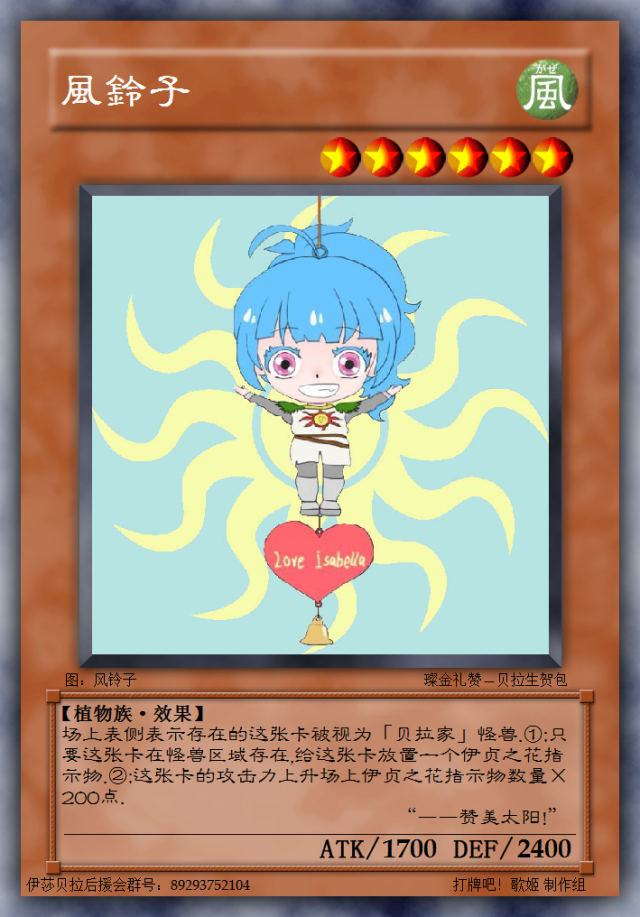 風鈴子
がぜ
風
Love Isabella
图：风铃子
璨金礼赞–贝拉生贺包
【植物族·效果】
场上表侧表示存在的这张卡被视为「贝拉家」怪兽.①:只
要这张卡在怪兽区域存在,给这张卡放置一个伊贞之花指
示物.②:这张卡的攻击力上升场上伊贞之花指示物数量×
200点.
“——赞美太阳!”
ATK/1700 DEF/2400
伊莎贝拉后援会群号：89293752104
打牌吧！歌姬 制作组